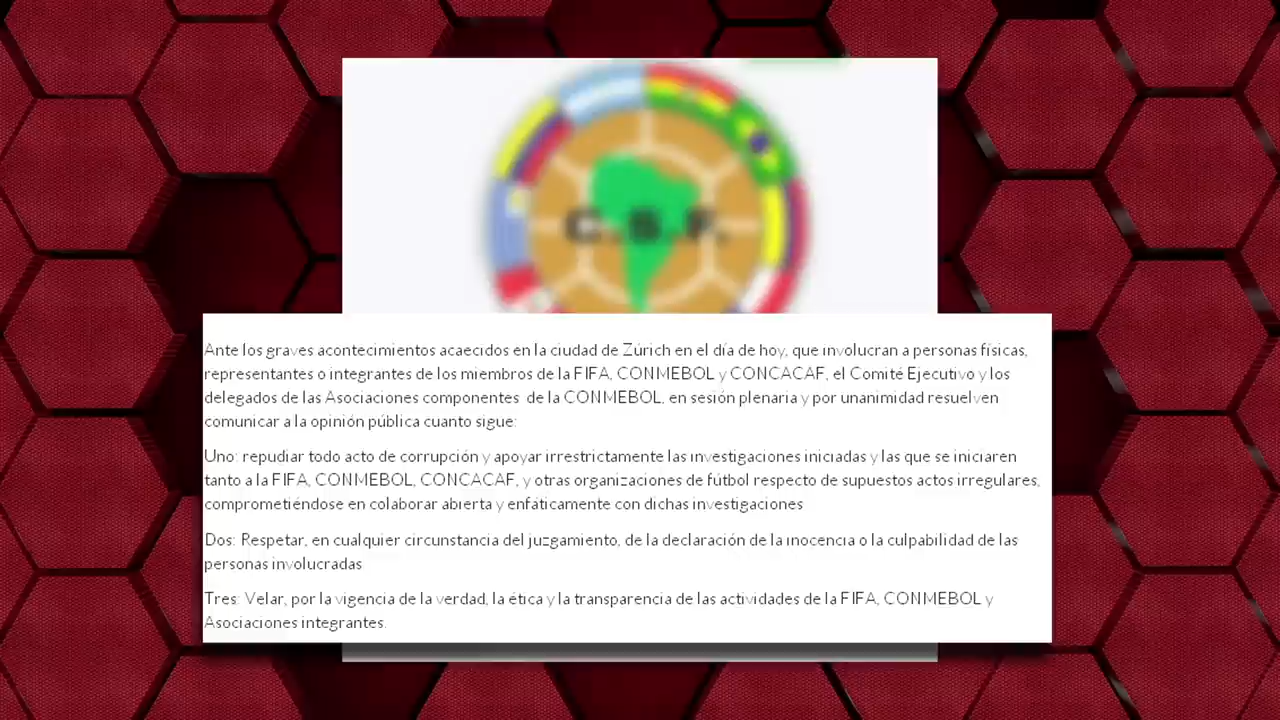 C. S. F.
Ante los graves acontecimientos acaecidos en la ciudad de Zúrich en el día de hoy, que involucran a personas físicas,
representantes o integrantes de los miembros de la FIFA, CONMEBOL y CONCACAF, el Comité Ejecutivo y los
delegados de las Asociaciones componentes de la CONMEBOL, en sesión plenaria y por unanimidad resuelven
comunicar a la opinión pública cuanto sigue:
Uno: repudiar todo acto de corrupción y apoyar irrestrictamente las investigaciones iniciadas y las que se iniciaren
tanto a la FIFA, CONMEBOL, CONCACAF, y otras organizaciones de fútbol respecto de supuestos actos irregulares,
comprometiéndose en colaborar abierta y enfáticamente con dichas investigaciones
Dos: Respetar, en cualquier circunstancia del juzgamiento, de la declaración de la inocencia o la culpabilidad de las
personas involucradas
Tres: Velar, por la vigencia de la verdad, la ética y la transparencia de las actividades de la FIFA, CONMEBOL y
Asociaciones integrantes.